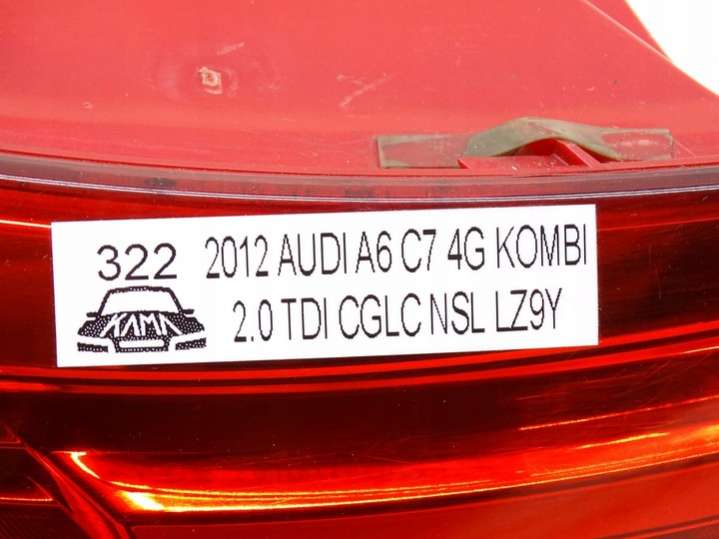 322
KAMA
2012 AUDI A6 C7 4G KOMBI
2.0 TDI CGLC NSL LZ9Y